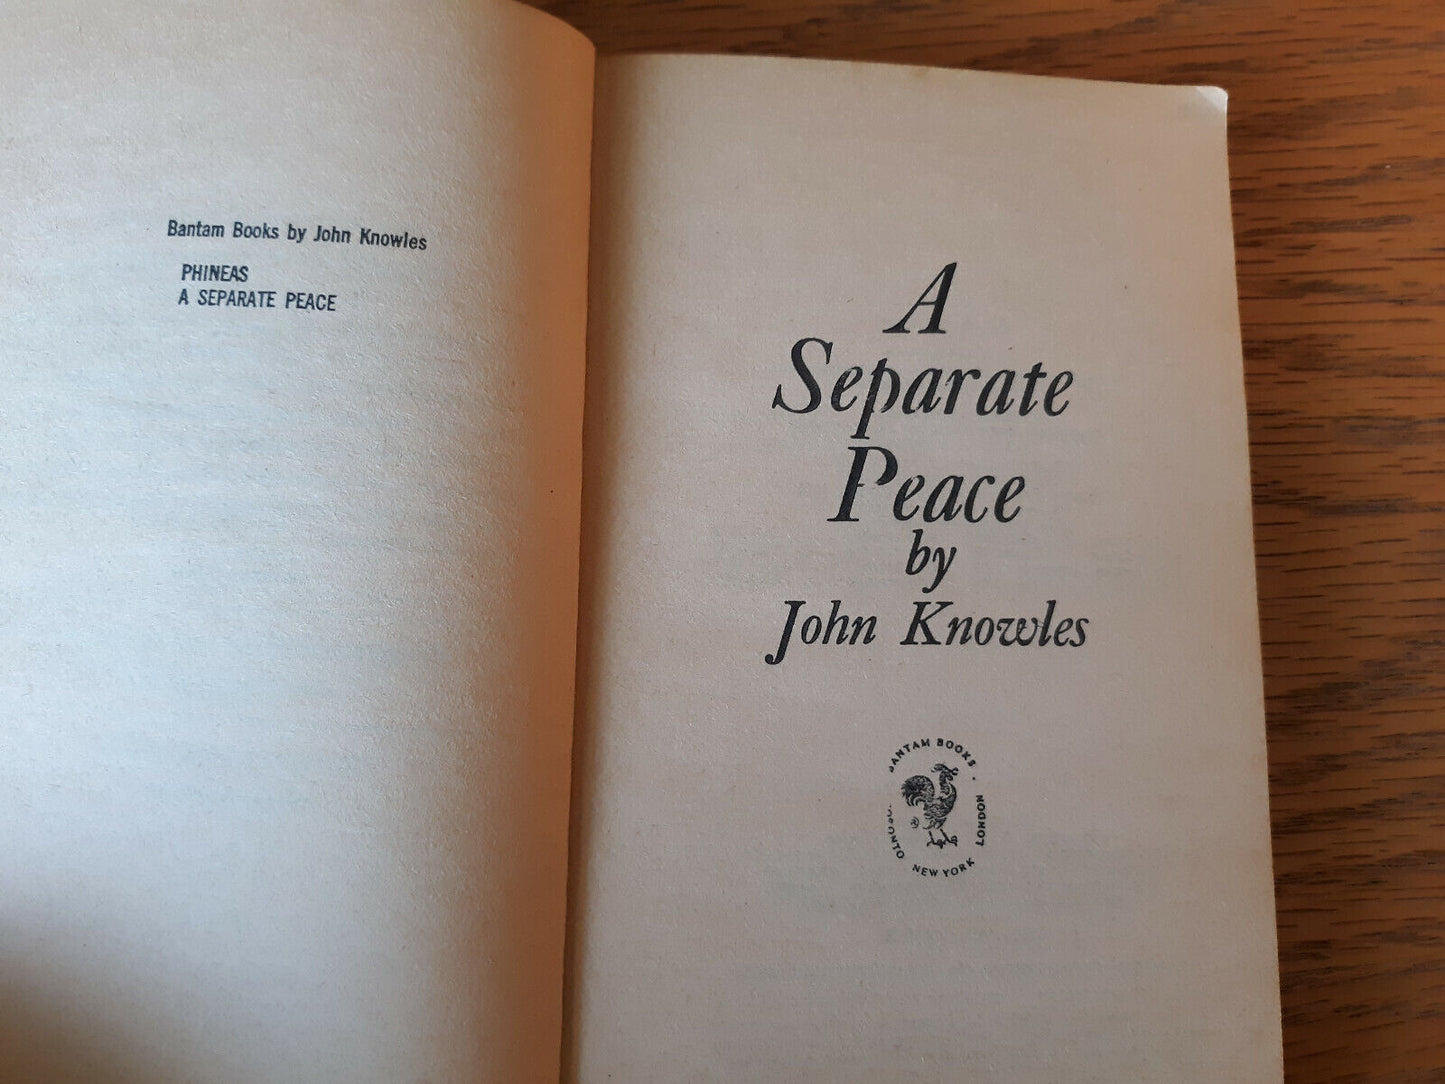 Bantam Books by John Knowles
PHINEAS
A SEPARATE PEACE
A
Separate
Peace
by
John Knowles
BANTAM BOOKS
TORONTO
NEW YORK
LONDON